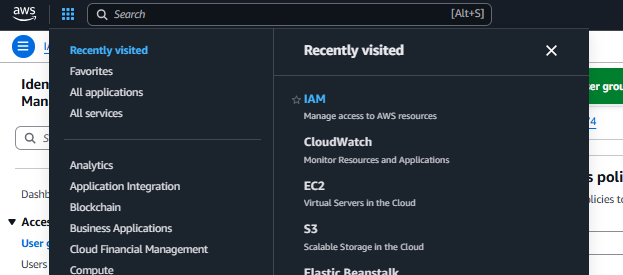 aws
Search
[Alt+S]
IA
Iden
Man
S
Dashb
Acces
User g
Users
Recently visited
Favorites
All applications
All services
Analytics
Application Integration
Blockchain
Business Applications
Cloud Financial Management
Compute
Recently visited
IAM
Manage access to AWS resources
CloudWatch
Monitor Resources and Applications
EC2
Virtual Servers in the Cloud
S3
Scalable Storage in the Cloud
Elastic Beanstalk
er grou
74
s poli
licies to